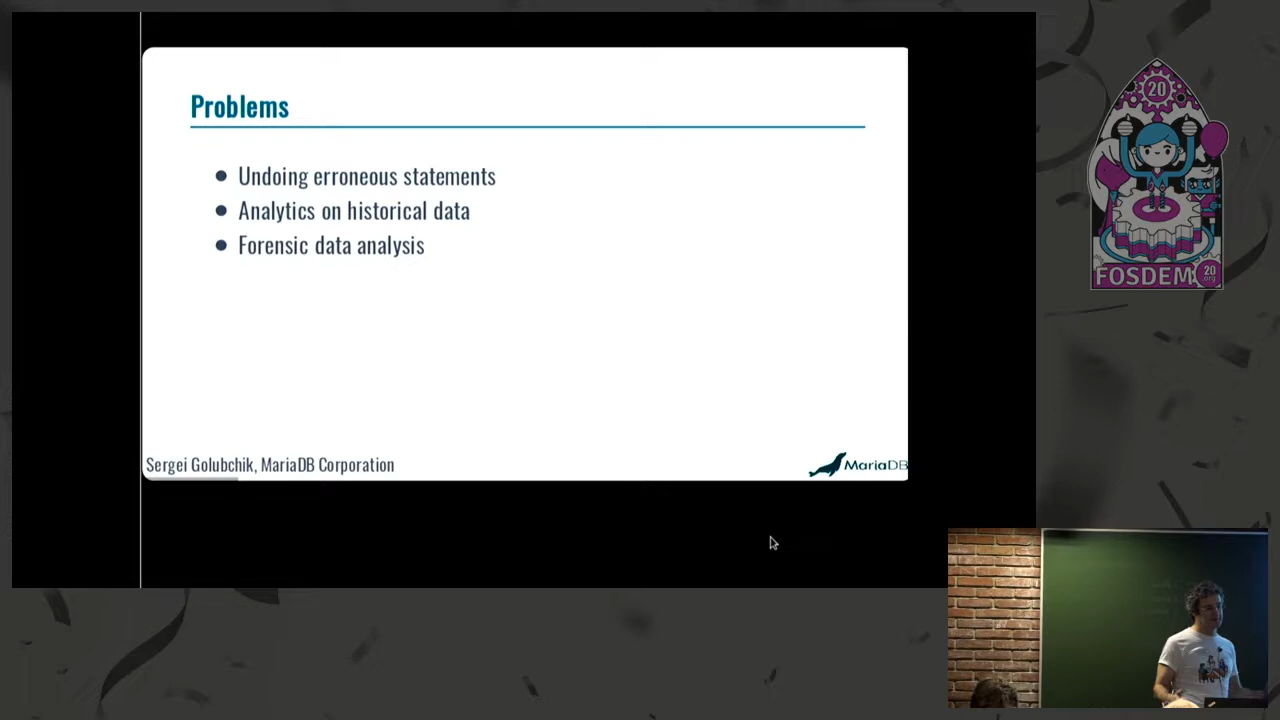 Problems
Undoing erroneous statements
Analytics on historical data
Forensic data analysis
Sergei Golubchik, MariaDB Corporation
MariaDB
20
FOSDEM
20
.org